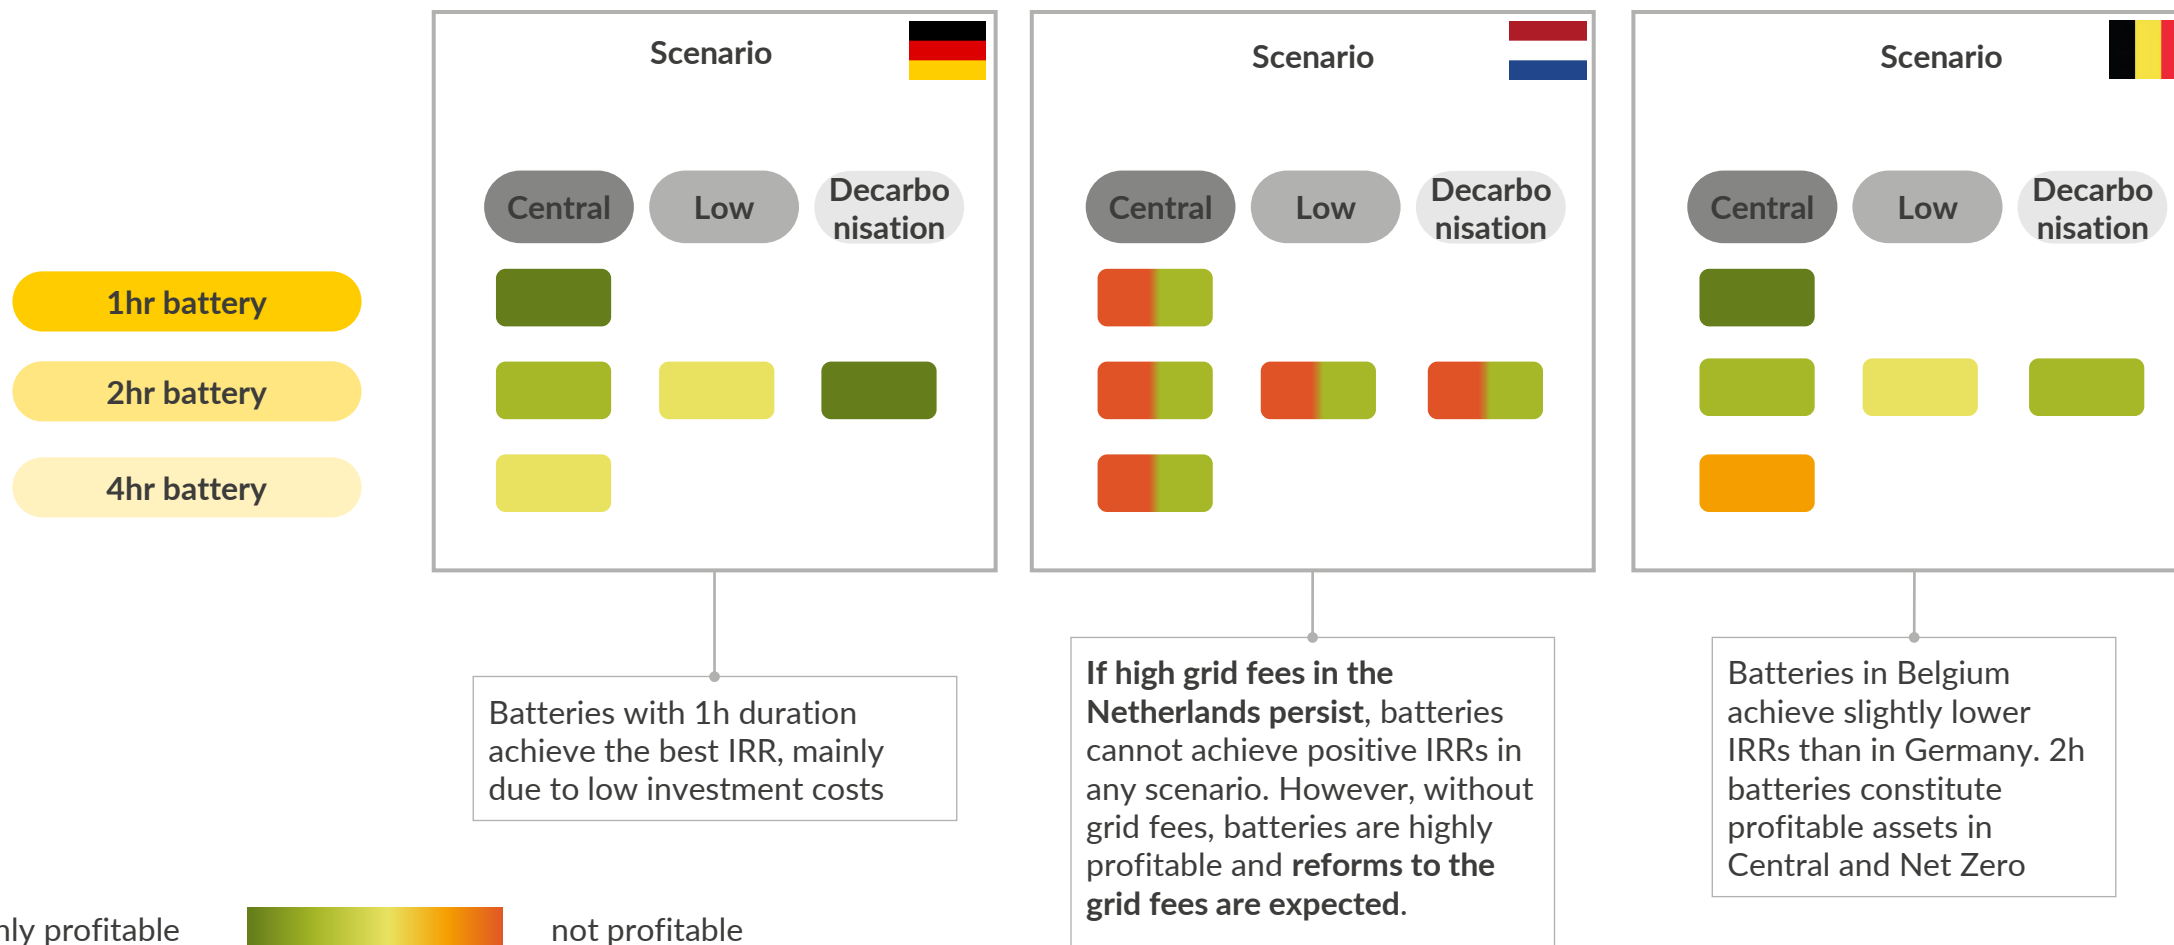 Scenario
Central
Low
Decarbo
nisation
Scenario
Central
Low
Decarbo
nisation
Scenario
Central
Low
Decarbo
nisation
1hr battery
2hr battery
4hr battery
Batteries with 1h duration
achieve the best IRR, mainly
due to low investment costs
If high grid fees in the
Netherlands persist, batteries
cannot achieve positive IRRs in
any scenario. However, without
grid fees, batteries are highly
profitable and reforms to the
grid fees are expected.
Batteries in Belgium
achieve slightly lower
IRRs than in Germany. 2h
batteries constitute
profitable assets in
Central and Net Zero
profitable
not profitable